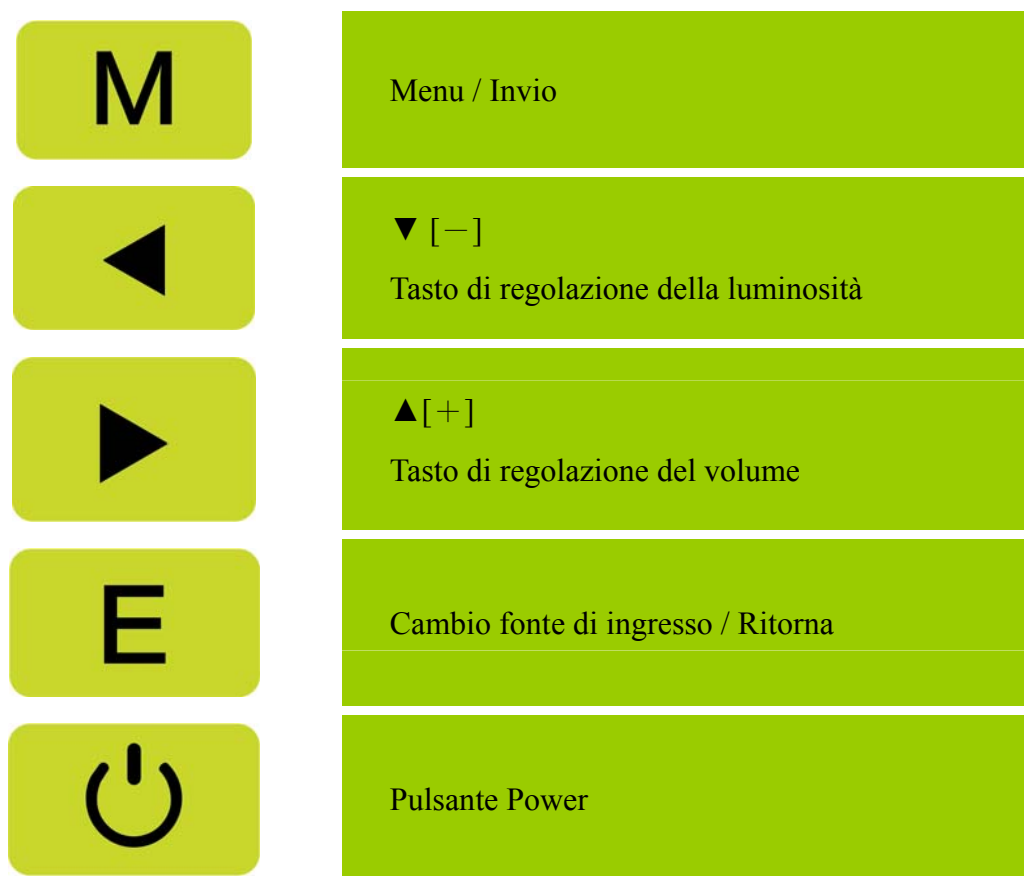 M
Menu / Invio
◀
▼ [－]
Tasto di regolazione della luminosità
▶
▲[＋]
Tasto di regolazione del volume
E
Cambio fonte di ingresso / Ritorna
Pulsante Power